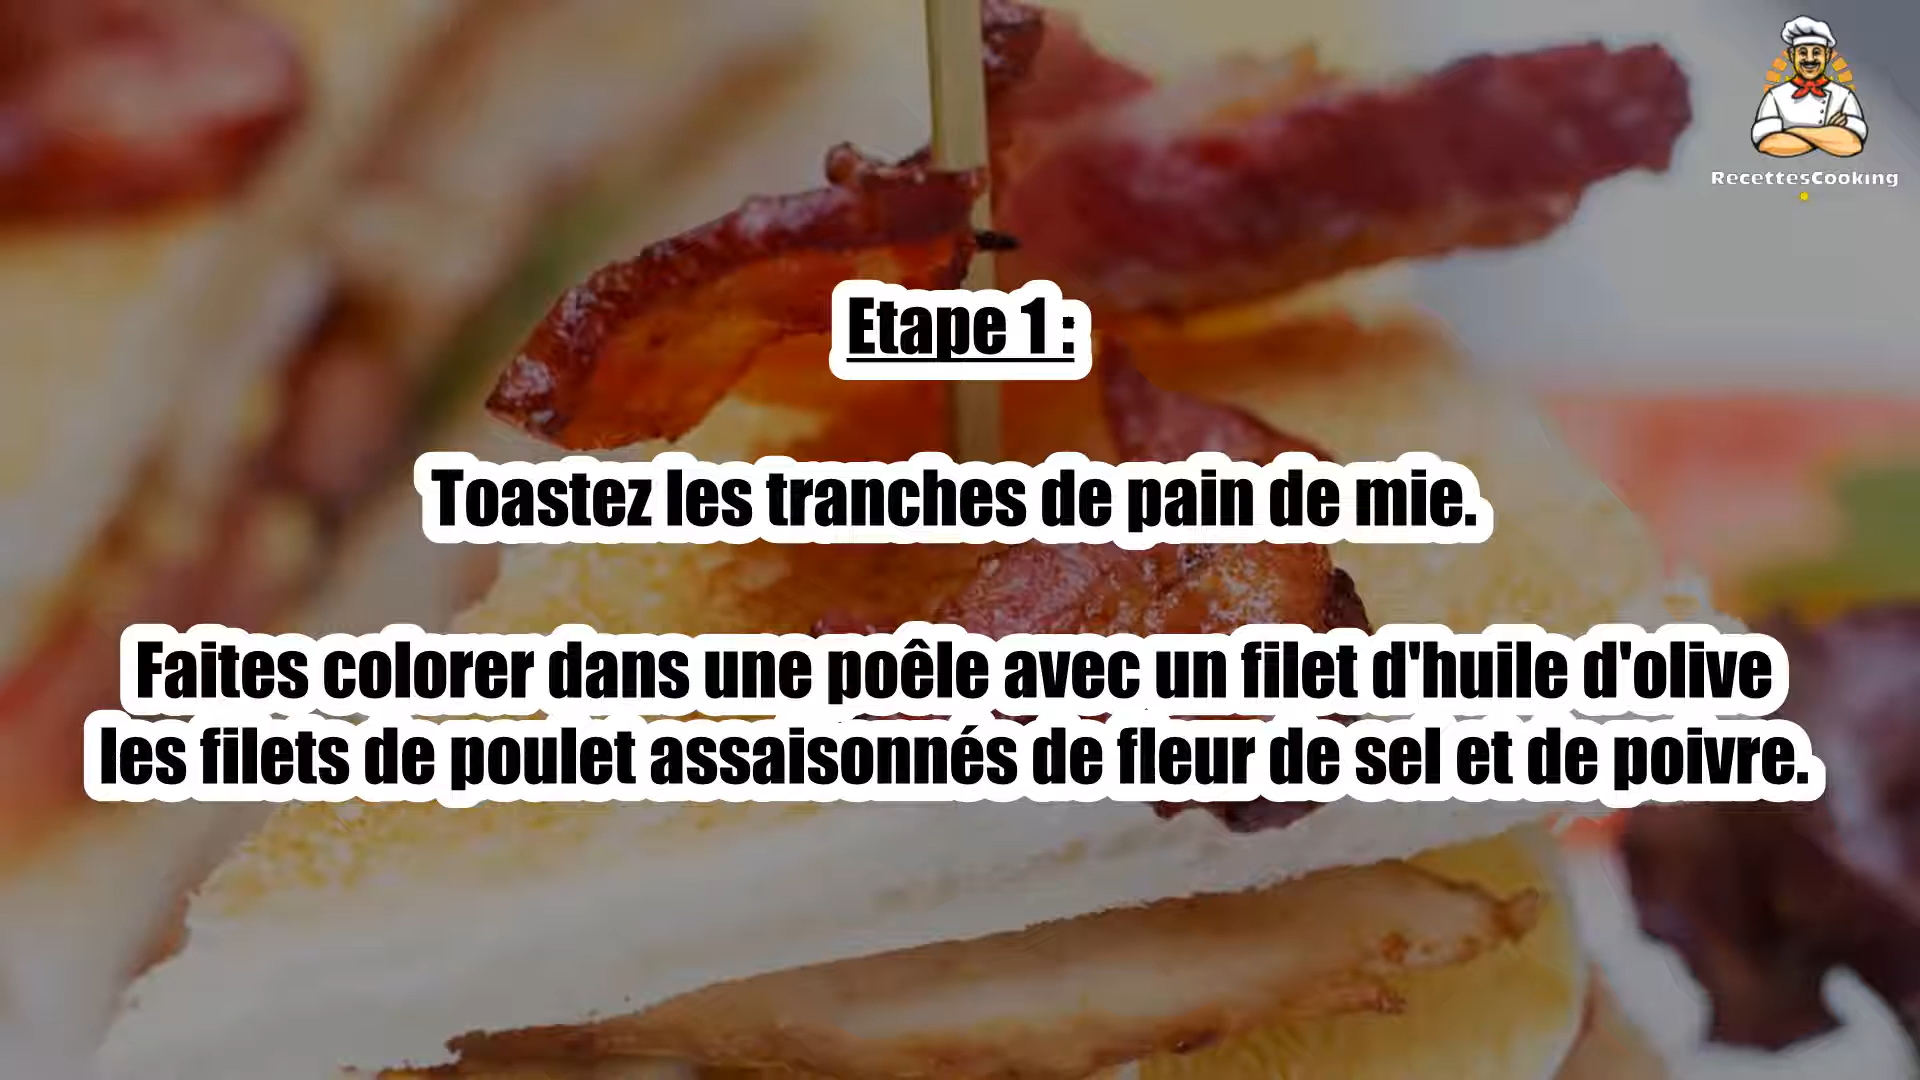 RecettesCooking
Etape 1 :
Toastez les tranches de pain de mie.
Faites colorer dans une poêle avec un filet d'huile d'olive
les filets de poulet assaisonnés de fleur de sel et de poivre.